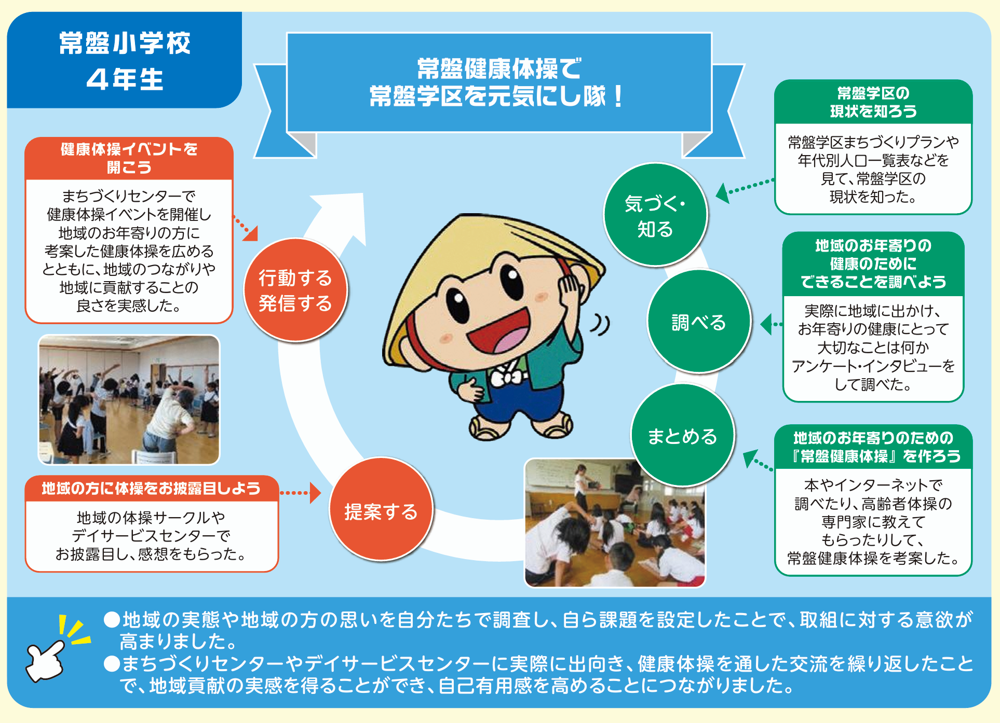 常盤小学校
4年生
常盤健康体操で
常盤学区を元気にし隊！
常盤学区の
現状を知ろう
常盤学区まちづくりプランや
年代別人口一覧表などを
見て、常盤学区の
現状を知った。
気づく・
知る
地域のお年寄りの
健康のために
できることを調べよう
実際に地域に出かけ、
お年寄りの健康にとって
大切なことは何か
アンケート・インタビューを
して調べた。
調べる
地域のお年寄りのための
『常盤健康体操』を作ろう
本やインターネットで
調べたり、高齢者体操の
専門家に教えて
もらったりして、
常盤健康体操を考案した。
まとめる
地域の方に体操をお披露目しよう
地域の体操サークルや
デイサービスセンターで
お披露目し、感想をもらった。
提案する
健康体操イベントを
開こう
まちづくりセンターで
健康体操イベントを開催し
地域のお年寄りの方に
考案した健康体操を広める
とともに、地域のつながりや
地域に貢献することの
良さを実感した。
行動する
発信する
●地域の実態や地域の方の思いを自分たちで調査し、自ら課題を設定したことで、取組に対する意欲が
高まりました。
●まちづくりセンターやデイサービスセンターに実際に出向き、健康体操を通した交流を繰り返したこと
で、地域貢献の実感を得ることができ、自己有用感を高めることにつながりました。